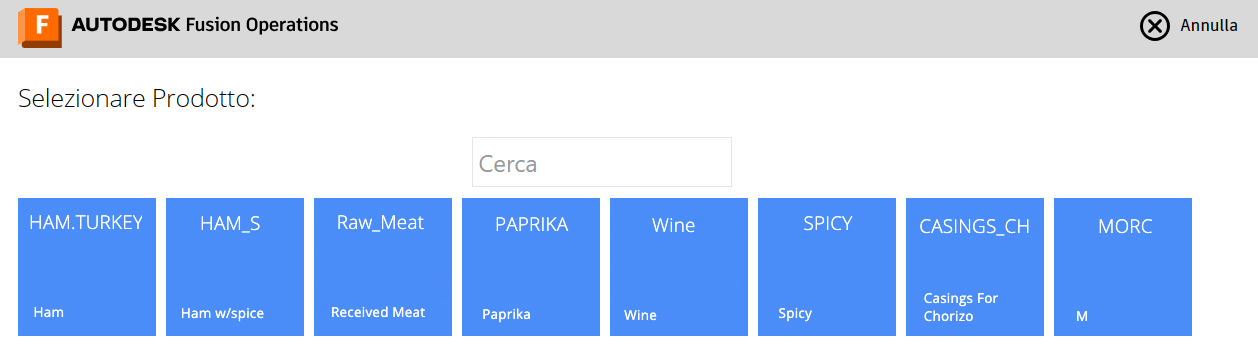 F AUTODESK Fusion Operations Annulla
Selezionare Prodotto:
Cerca
HAM.TURKEY HAM_S Raw_Meat PAPRIKA Wine SPICY CASINGS_CH MORC
Ham Ham w/spice Received Meat Paprika Wine Spicy Casings For Chorizo M